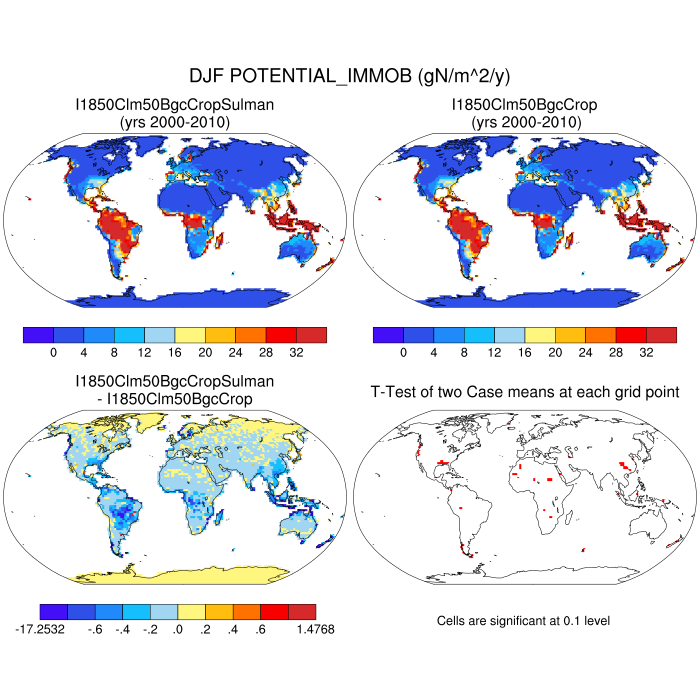 DJF POTENTIAL_IMMOB (gN/m^2/y)
I1850Clm50BgcCropSulman
(yrs 2000-2010)
I1850Clm50BgcCrop
(yrs 2000-2010)
0 4 8 12 16 20 24 28 32
0 4 8 12 16 20 24 28 32
I1850Clm50BgcCropSulman
- I1850Clm50BgcCrop
T-Test of two Case means at each grid point
-17.2532 -.6 -.4 -.2 .0 .2 .4 .6 1.4768
Cells are significant at 0.1 level